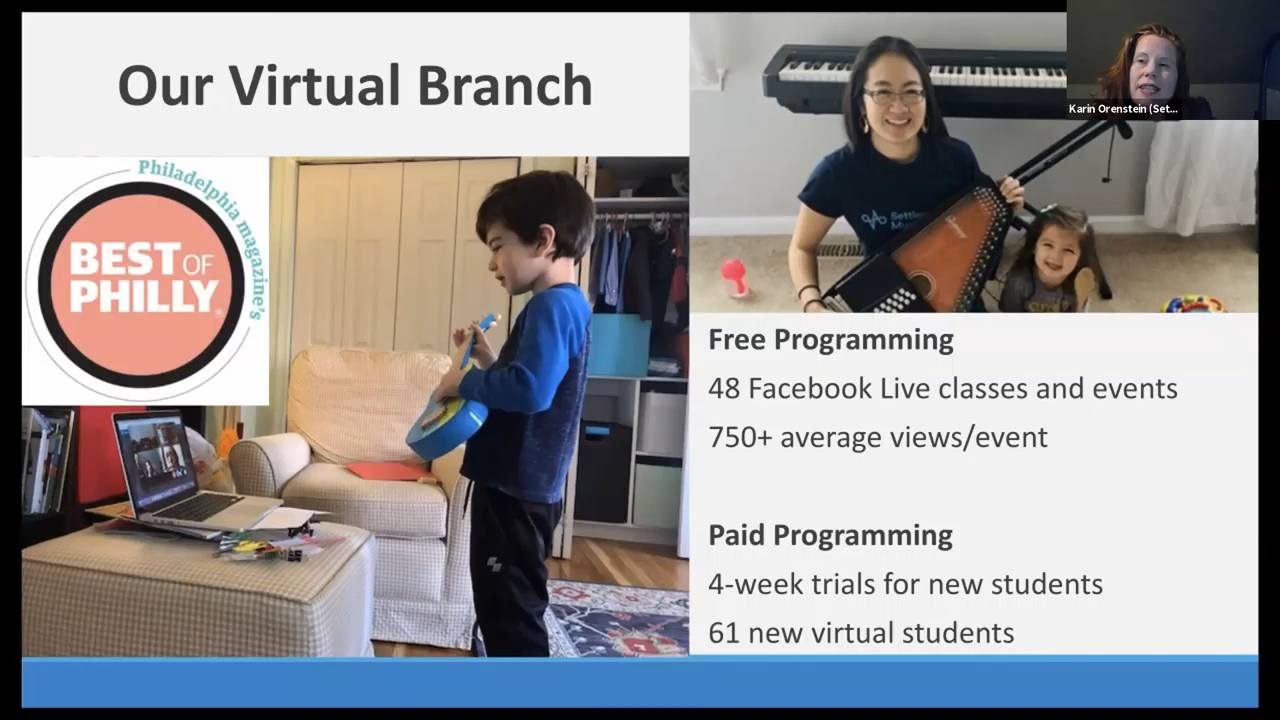 Our Virtual Branch
Karin Orenstein (Set...
Philadelphia magazine's
BEST OF
PHILLY
Free Programming
48 Facebook Live classes and events
750+ average views/event
Paid Programming
4-week trials for new students
61 new virtual students